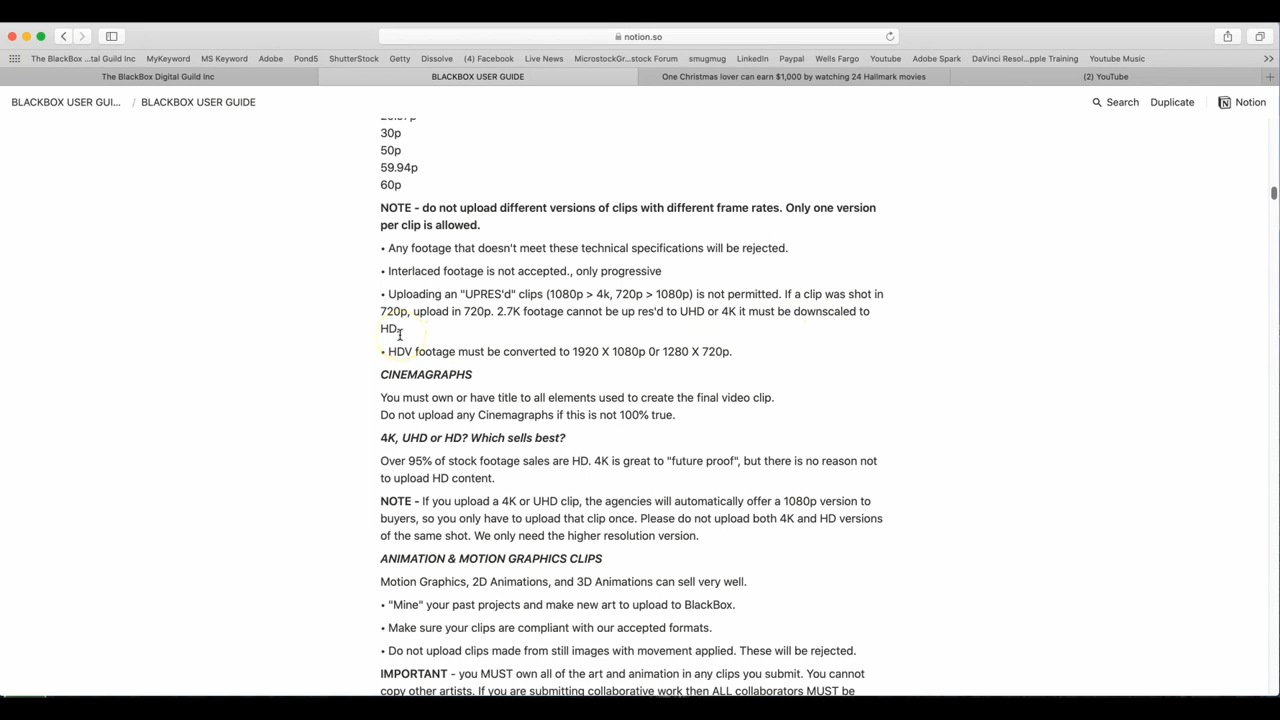 notion.so
The BlackBox ...tal Guild Inc MyKeyword MS Keyword Adobe Pond5 ShutterStock Getty Dissolve (4) Facebook Live News MicrostockGr...stock Forum smugmug LinkedIn Paypal Wells Fargo Youtube Adobe Spark DaVinci Resol...pple Training Youtube Music >>
The BlackBox Digital Guild Inc BLACKBOX USER GUIDE One Christmas lover can earn $1,000 by watching 24 Hallmark movies (2) YouTube +
BLACKBOX USER GUI... / BLACKBOX USER GUIDE Search Duplicate Notion
30p
50p
59.94p
60p
NOTE - do not upload different versions of clips with different frame rates. Only one version
per clip is allowed.
• Any footage that doesn't meet these technical specifications will be rejected.
• Interlaced footage is not accepted., only progressive
• Uploading an "UPRES'd" clips (1080p > 4k, 720p > 1080p) is not permitted. If a clip was shot in
720p, upload in 720p. 2.7K footage cannot be up res'd to UHD or 4K it must be downscaled to
HD.
• HDV footage must be converted to 1920 X 1080p 0r 1280 X 720p.
CINEMAGRAPHS
You must own or have title to all elements used to create the final video clip.
Do not upload any Cinemagraphs if this is not 100% true.
4K, UHD or HD? Which sells best?
Over 95% of stock footage sales are HD. 4K is great to "future proof", but there is no reason not
to upload HD content.
NOTE - If you upload a 4K or UHD clip, the agencies will automatically offer a 1080p version to
buyers, so you only have to upload that clip once. Please do not upload both 4K and HD versions
of the same shot. We only need the higher resolution version.
ANIMATION & MOTION GRAPHICS CLIPS
Motion Graphics, 2D Animations, and 3D Animations can sell very well.
• "Mine" your past projects and make new art to upload to BlackBox.
• Make sure your clips are compliant with our accepted formats.
• Do not upload clips made from still images with movement applied. These will be rejected.
IMPORTANT - you MUST own all of the art and animation in any clips you submit. You cannot
copy other artists. If you are submitting collaborative work then ALL collaborators MUST be